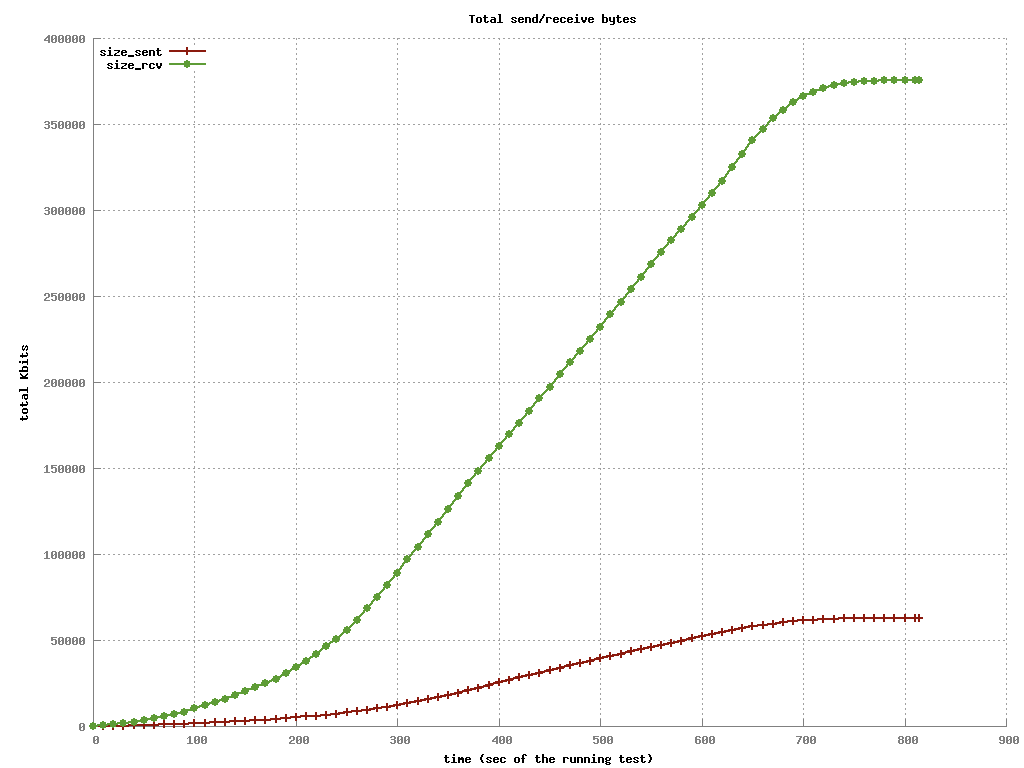 Total send/receive bytes
400000
size_sent
size_rcv
350000
300000
250000
200000
150000
100000
50000
0
total Kbits
0 100 200 300 400 500 600 700 800 900
time (sec of the running test)